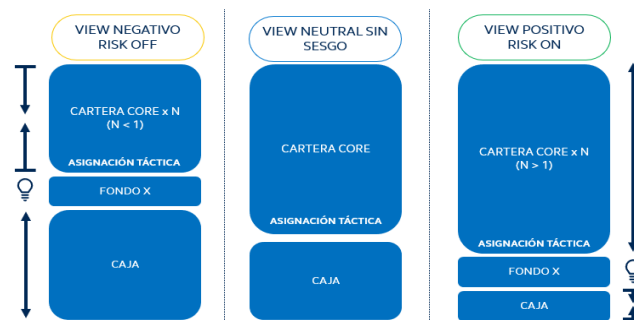 VIEW NEGATIVO
RISK OFF
CARTERA CORE x N
(N < 1)
ASIGNACIÓN TÁCTICA
FONDO X
CAJA
VIEW NEUTRAL SIN
SESGO
CARTERA CORE
ASIGNACIÓN TÁCTICA
CAJA
VIEW POSITIVO
RISK ON
CARTERA CORE x N
(N > 1)
ASIGNACIÓN TÁCTICA
FONDO X
CAJA